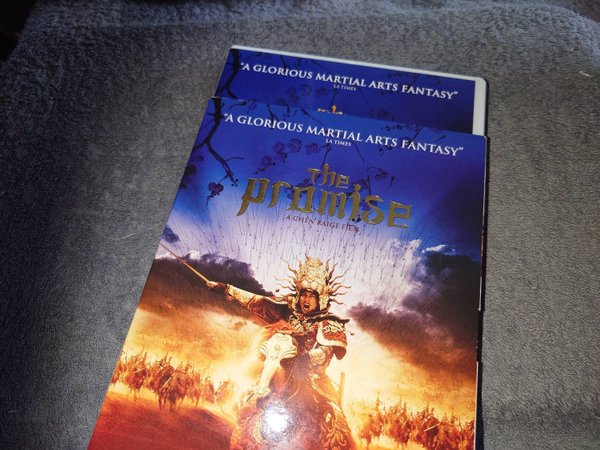 "A GLORIOUS MARTIAL ARTS FANTASY"
LA TIMES
"A GLORIOUS MARTIAL ARTS FANTASY"
LA TIMES
The
promise
A CHEN KAIGE FILM